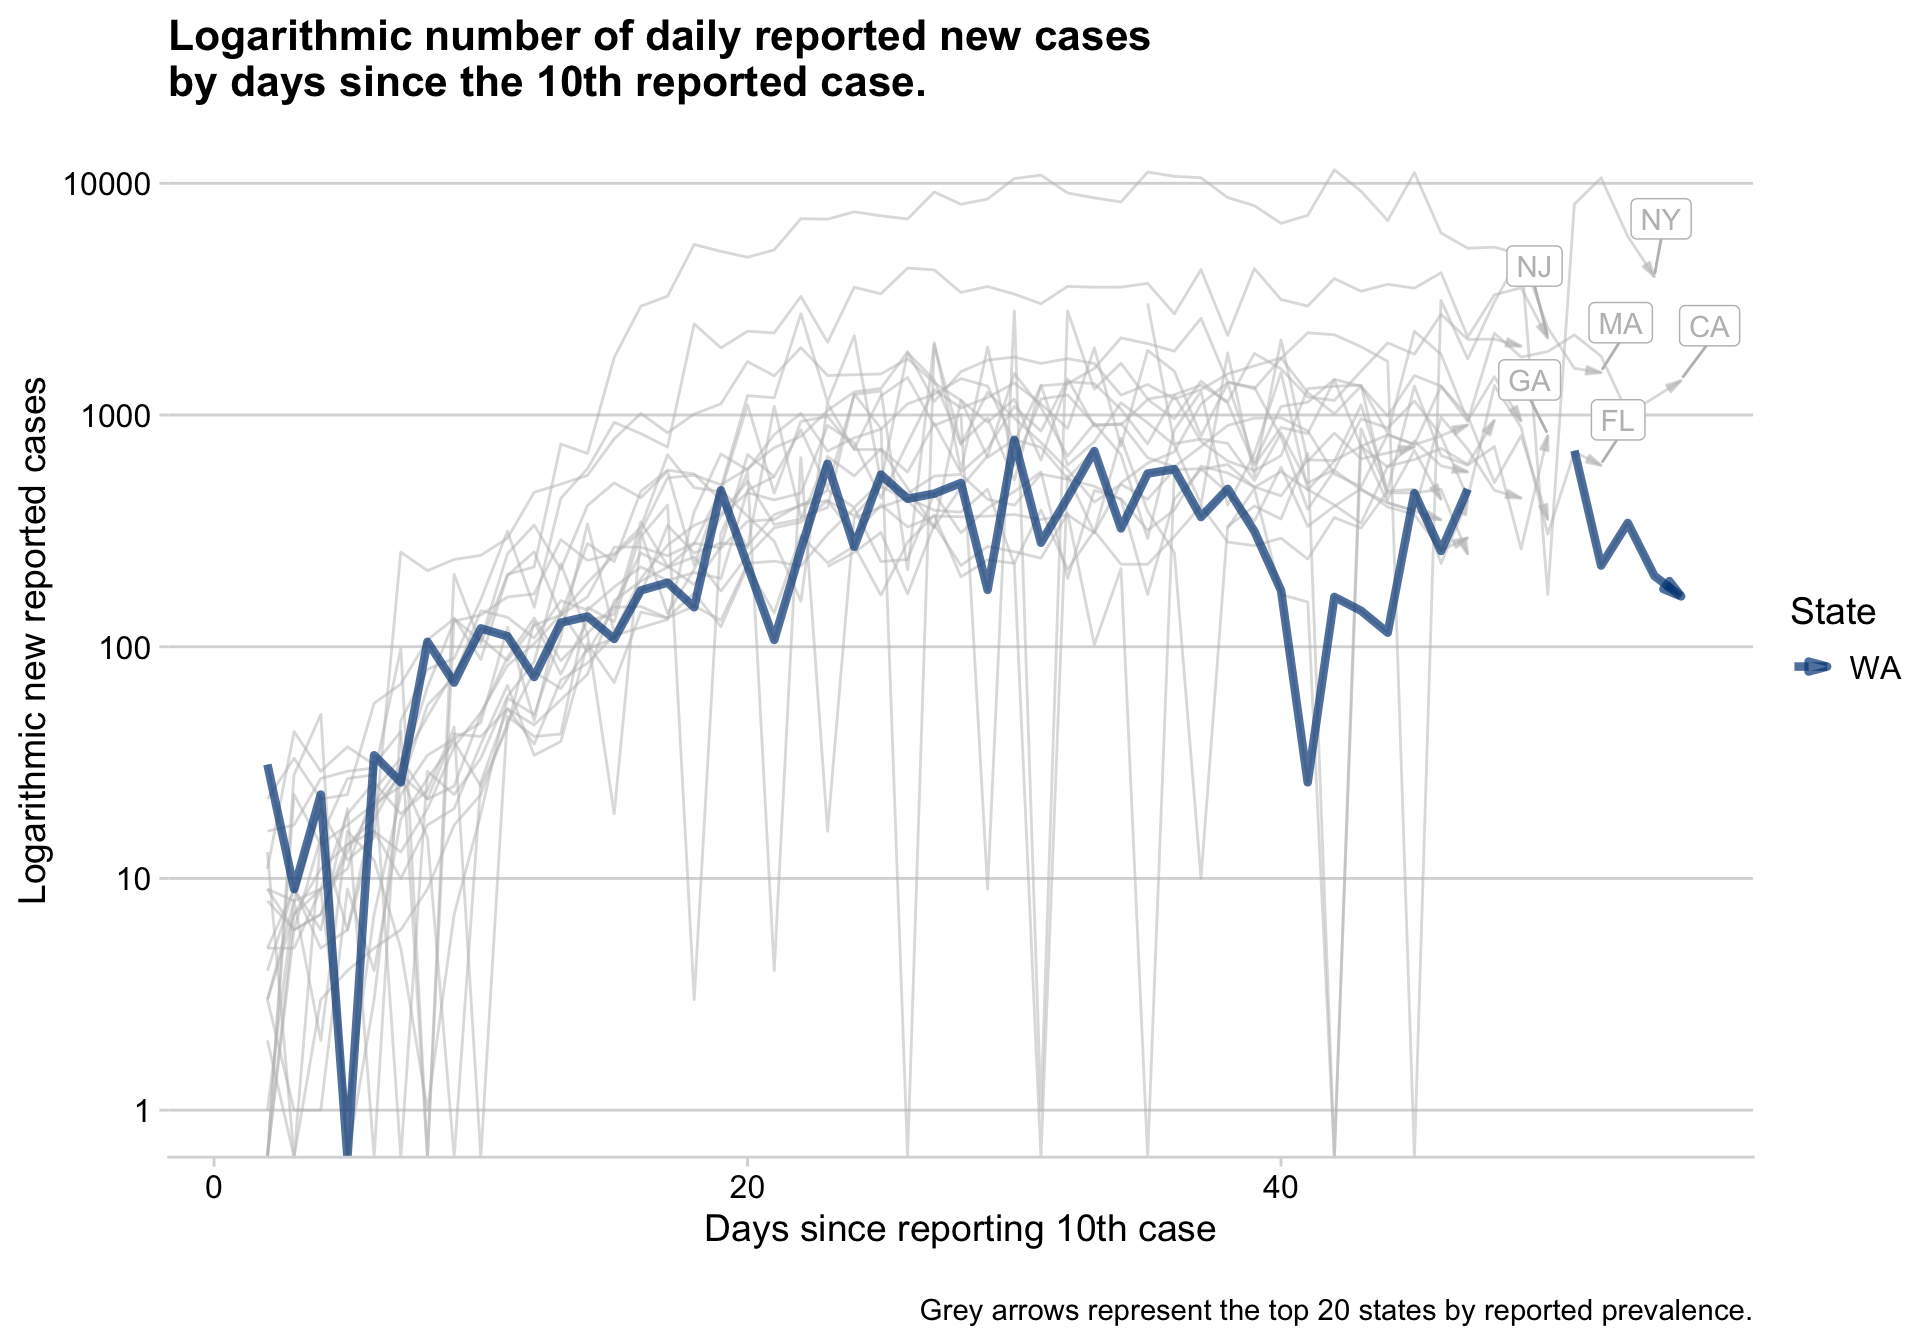 Logarithmic number of daily reported new cases
by days since the 10th reported case.
Logarithmic new reported cases
10000
1000
100
10
1
NY
NJ
MA
CA
GA
FL
State
WA
0
20
40
Days since reporting 10th case
Grey arrows represent the top 20 states by reported prevalence.